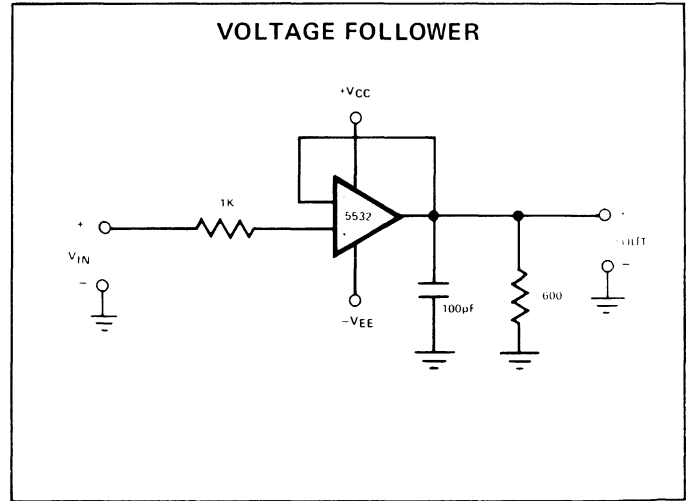 VOLTAGE FOLLOWER
+VCC
1K
5532
+
VIN
−
−VEE
100pF
600
−